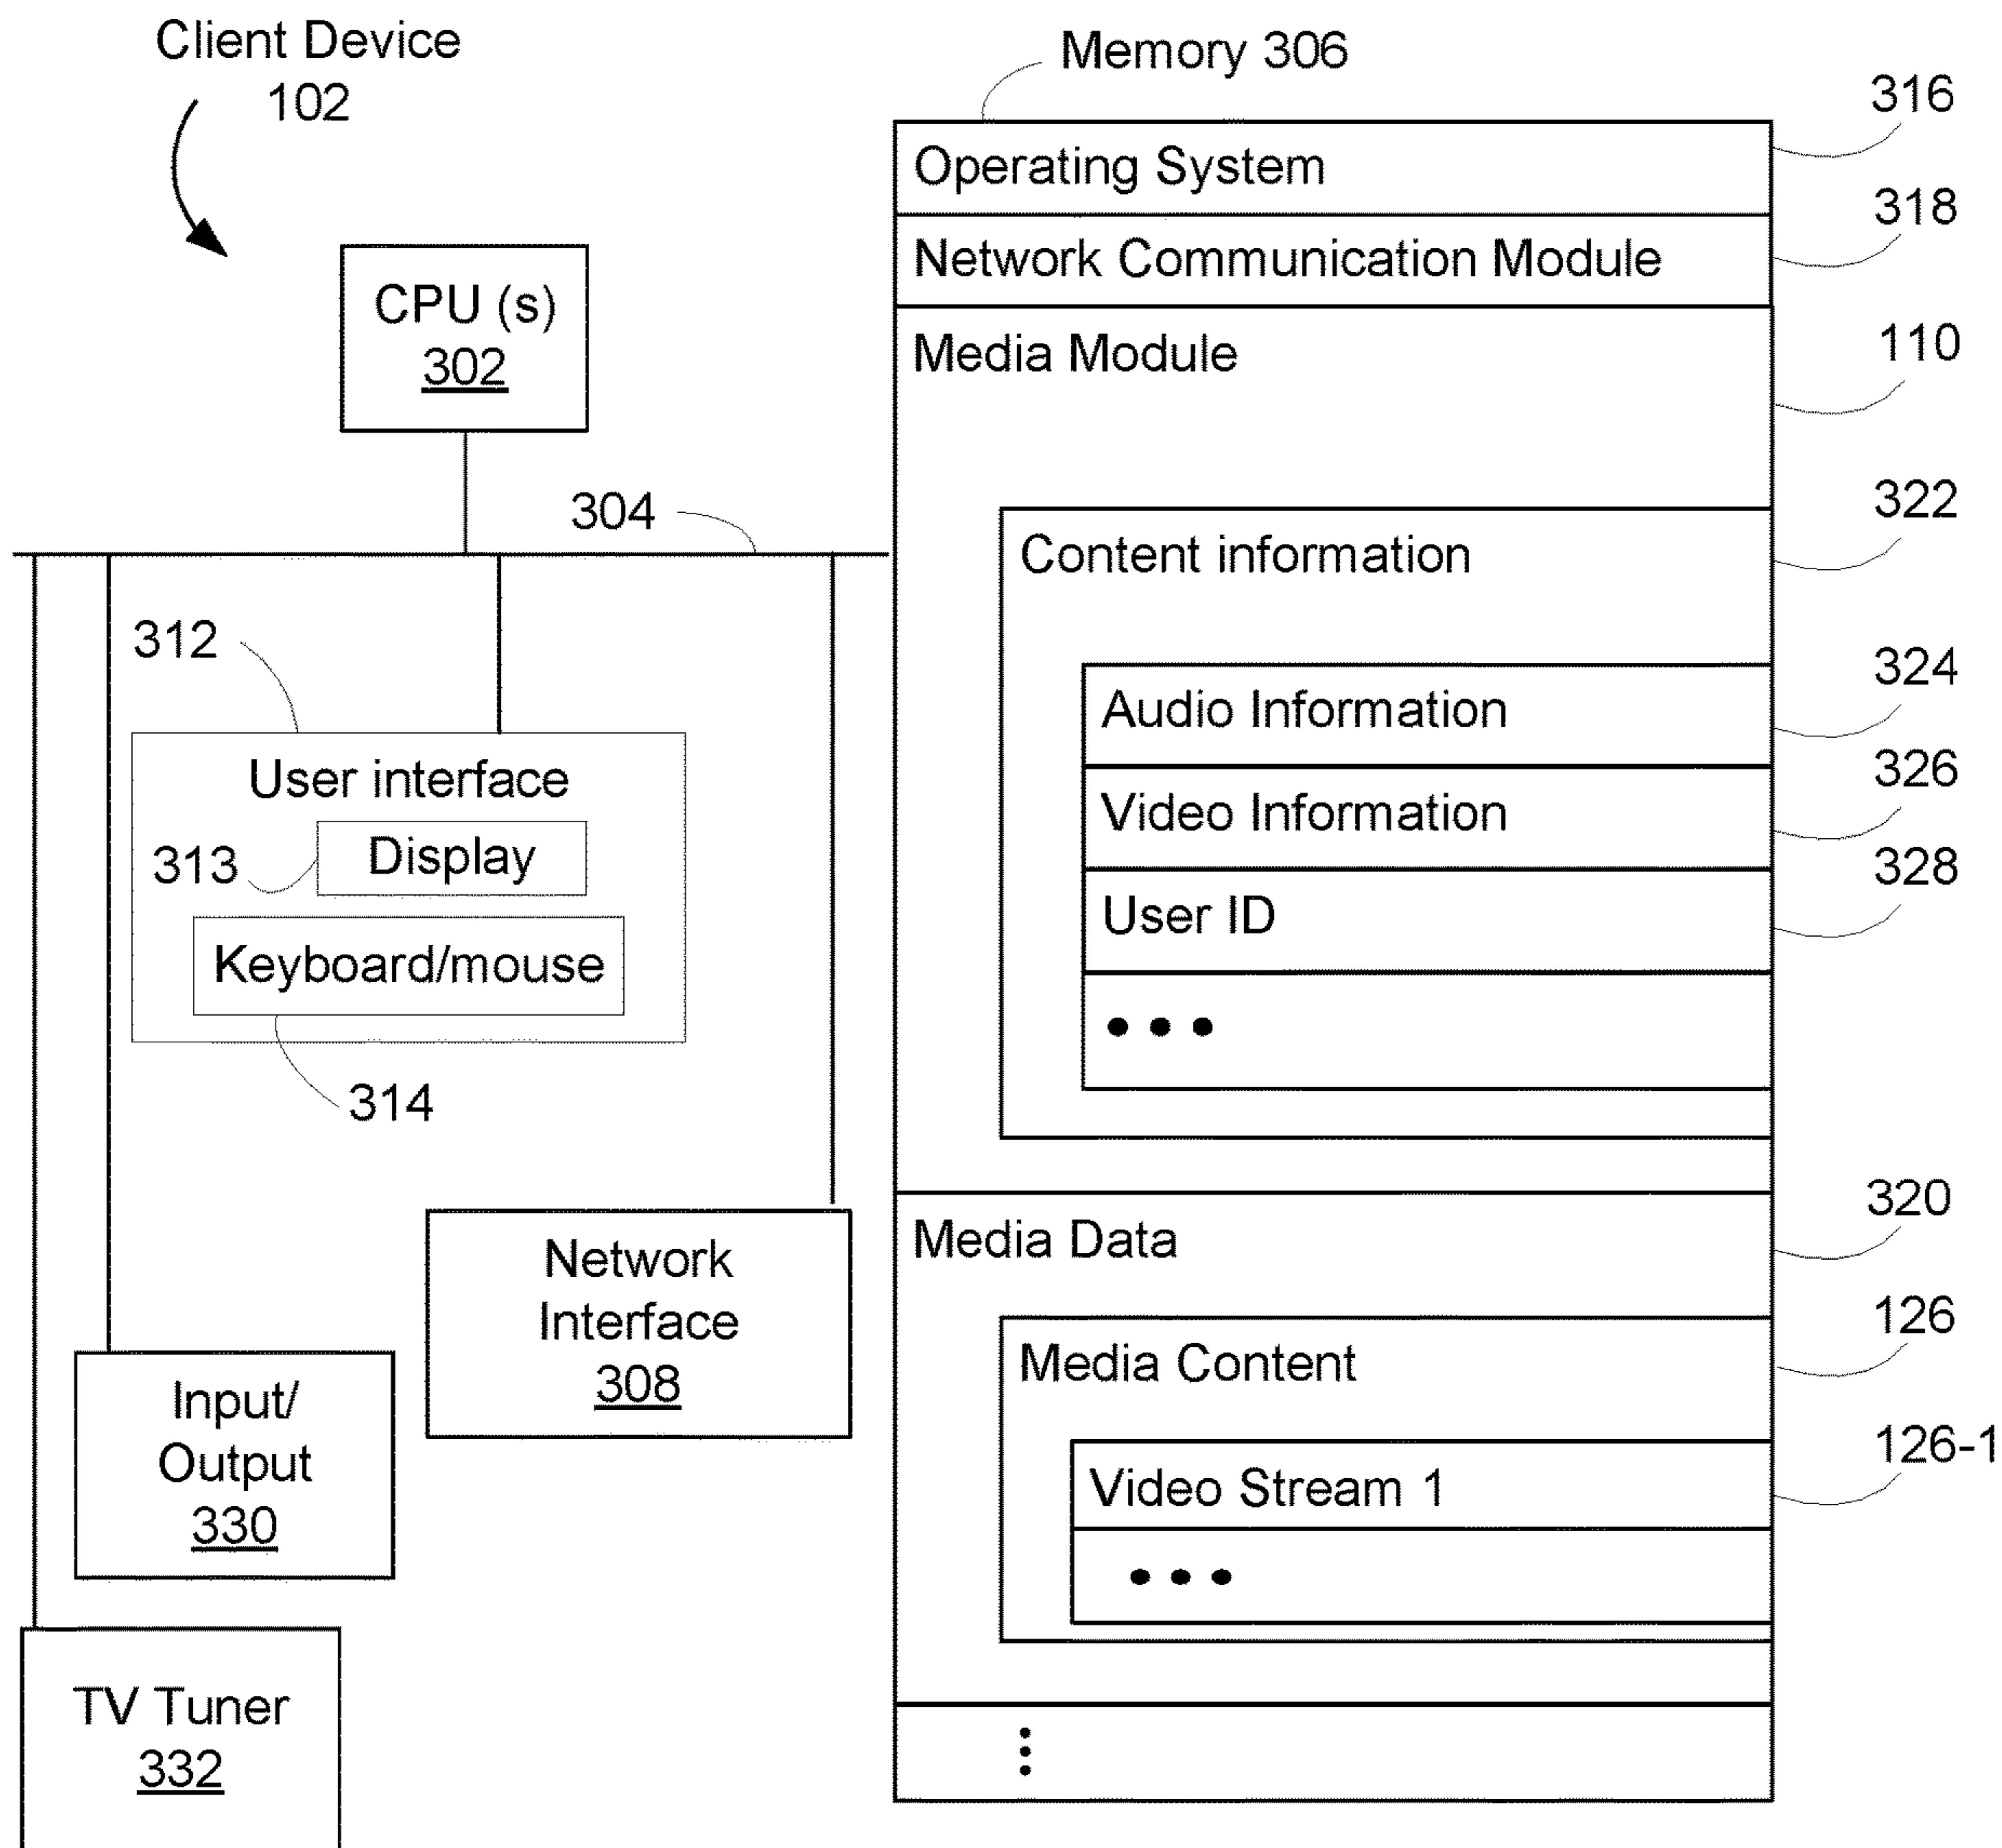 Client Device
102
CPU (s)
302
304
312
User interface
313
Display
Keyboard/mouse
314
Network
Interface
308
Input/
Output
330
TV Tuner
332
Memory 306
Operating System
316
Network Communication Module
318
Media Module
110
Content information
322
Audio Information
324
Video Information
326
User ID
328
• • •
Media Data
320
Media Content
126
Video Stream 1
126-1
• • •
⋮